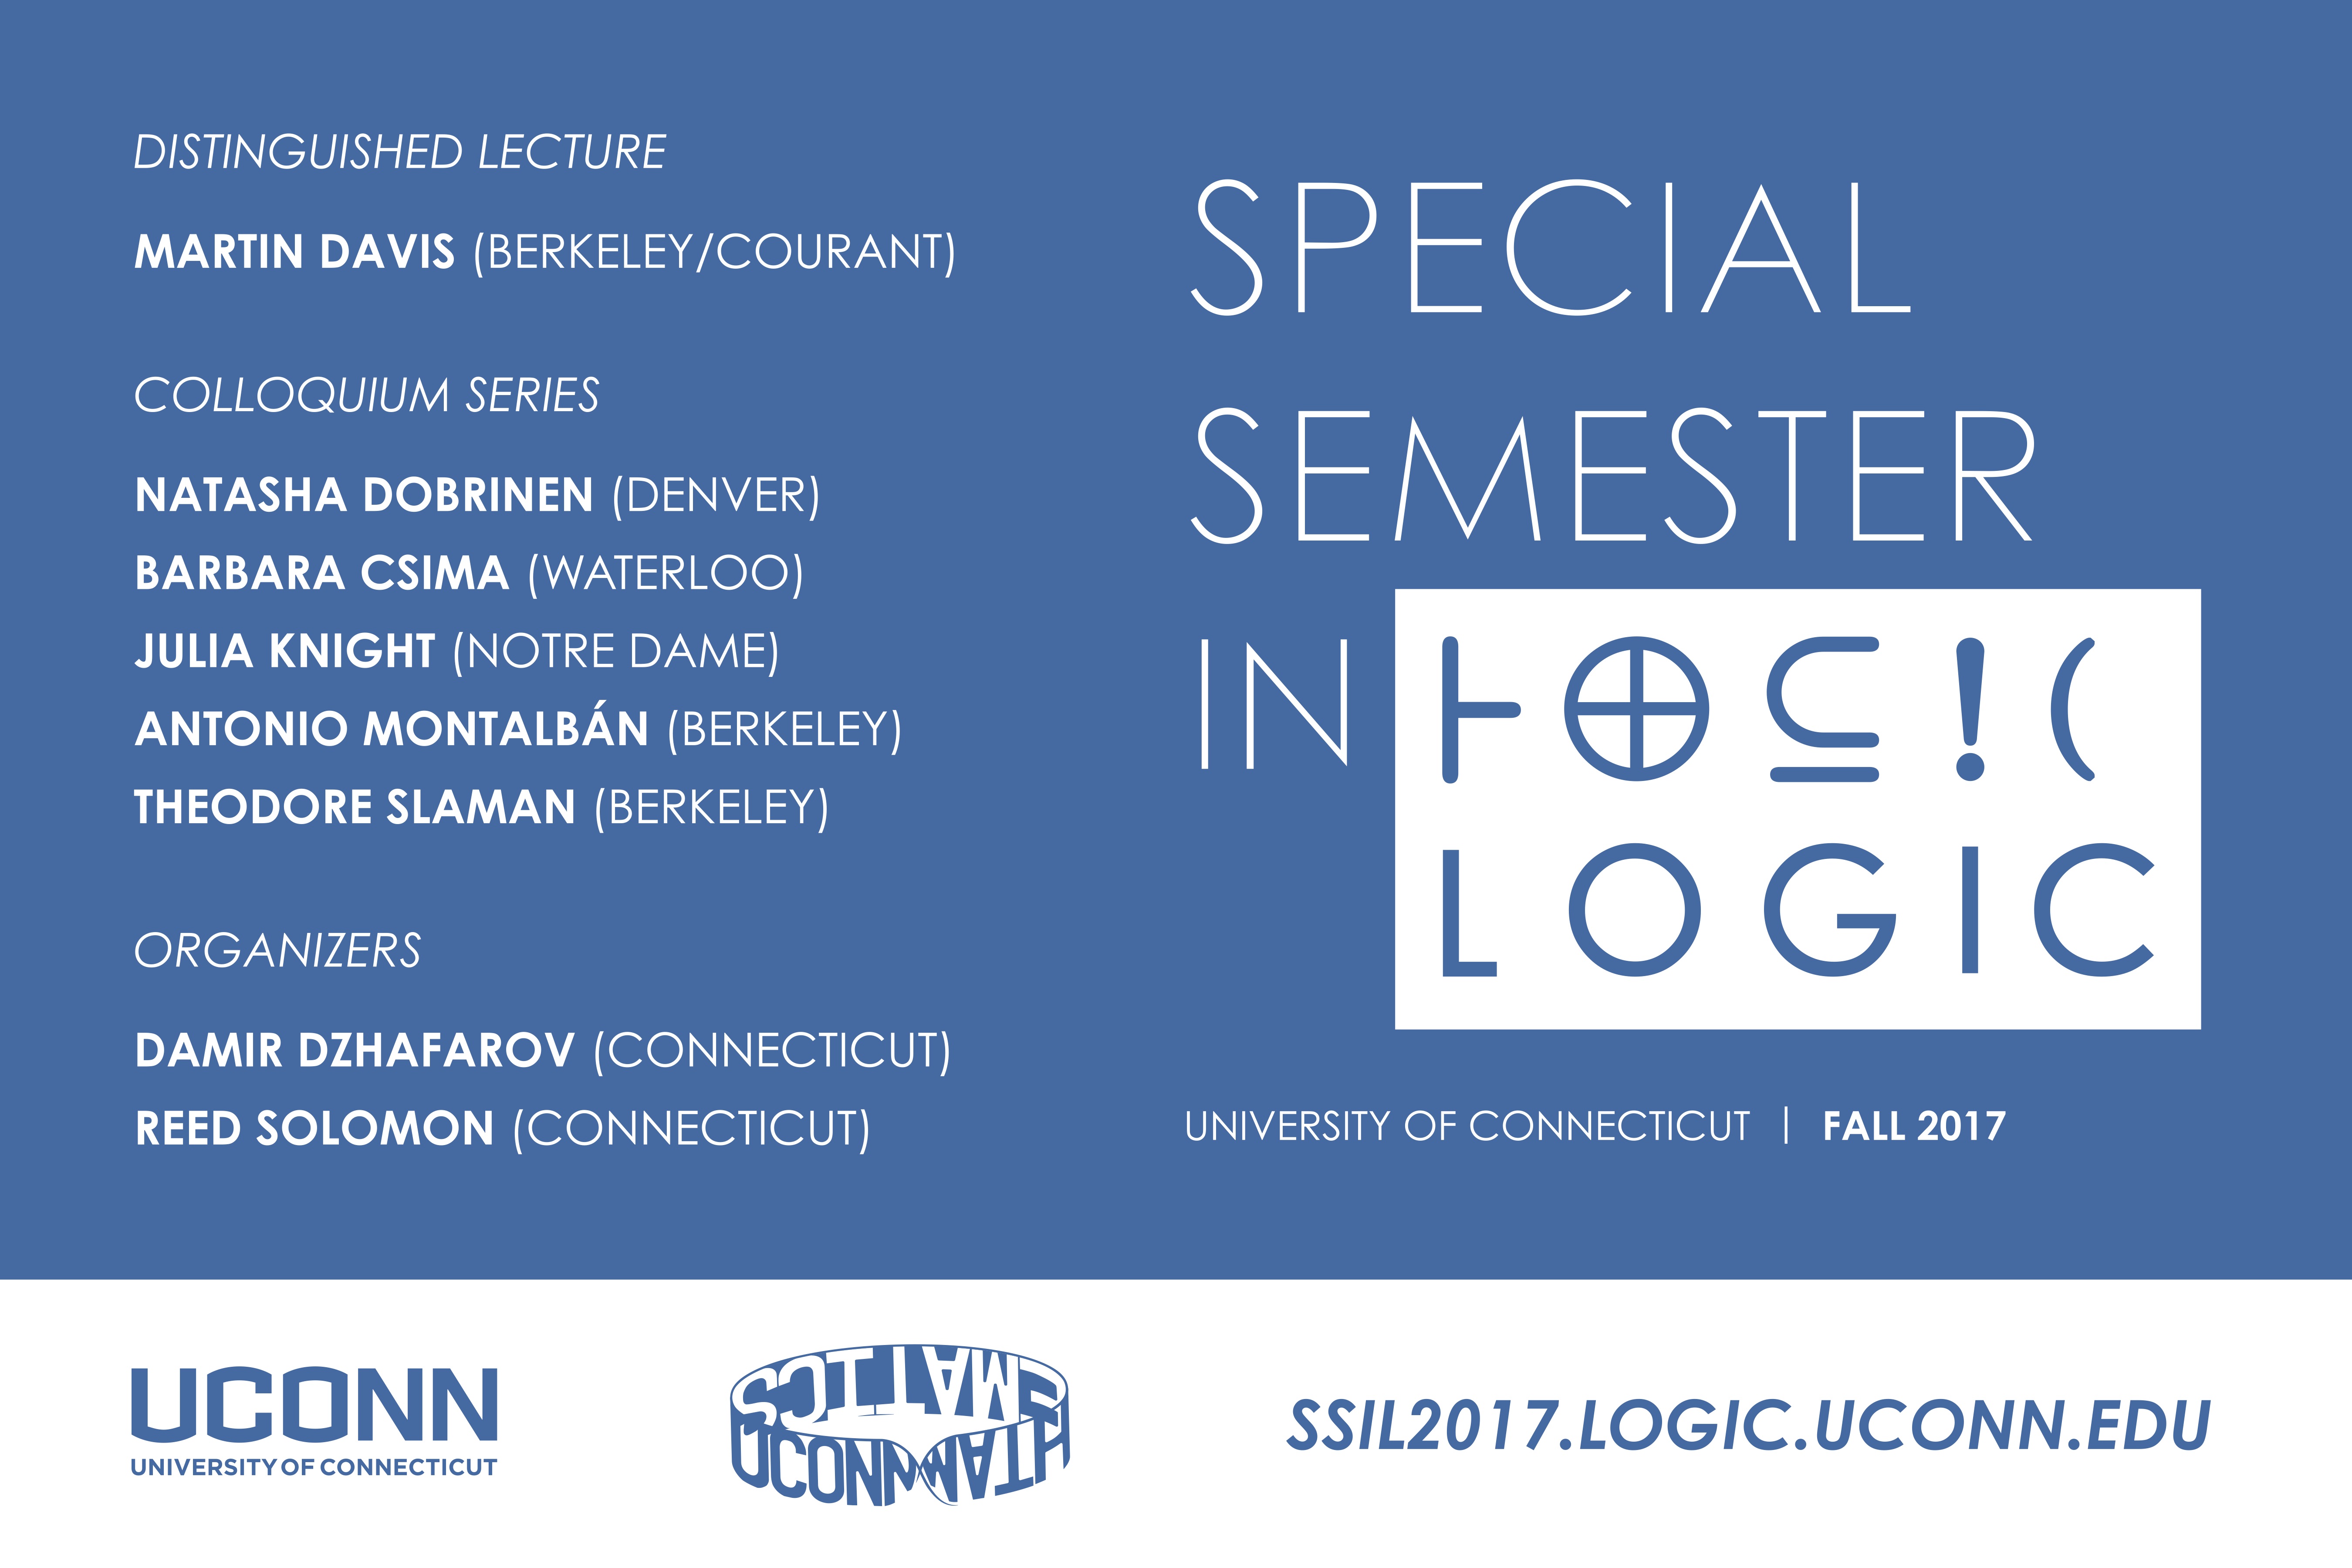 DISTINGUISHED LECTURE
MARTIN DAVIS (BERKELEY/COURANT)
COLLOQUIUM SERIES
NATASHA DOBRINEN (DENVER)
BARBARA CSIMA (WATERLOO)
JULIA KNIGHT (NOTRE DAME)
ANTONIO MONTALBÁN (BERKELEY)
THEODORE SLAMAN (BERKELEY)
ORGANIZERS
DAMIR DZHAFAROV (CONNECTICUT)
REED SOLOMON (CONNECTICUT)
SPECIAL
SEMESTER
IN ⊢⊕⊆!(
LOGIC
UNIVERSITY OF CONNECTICUT | FALL 2017
UCONN
UNIVERSITY OF CONNECTICUT
UCONN MATHEMATICS
SSIL2017.LOGIC.UCONN.EDU